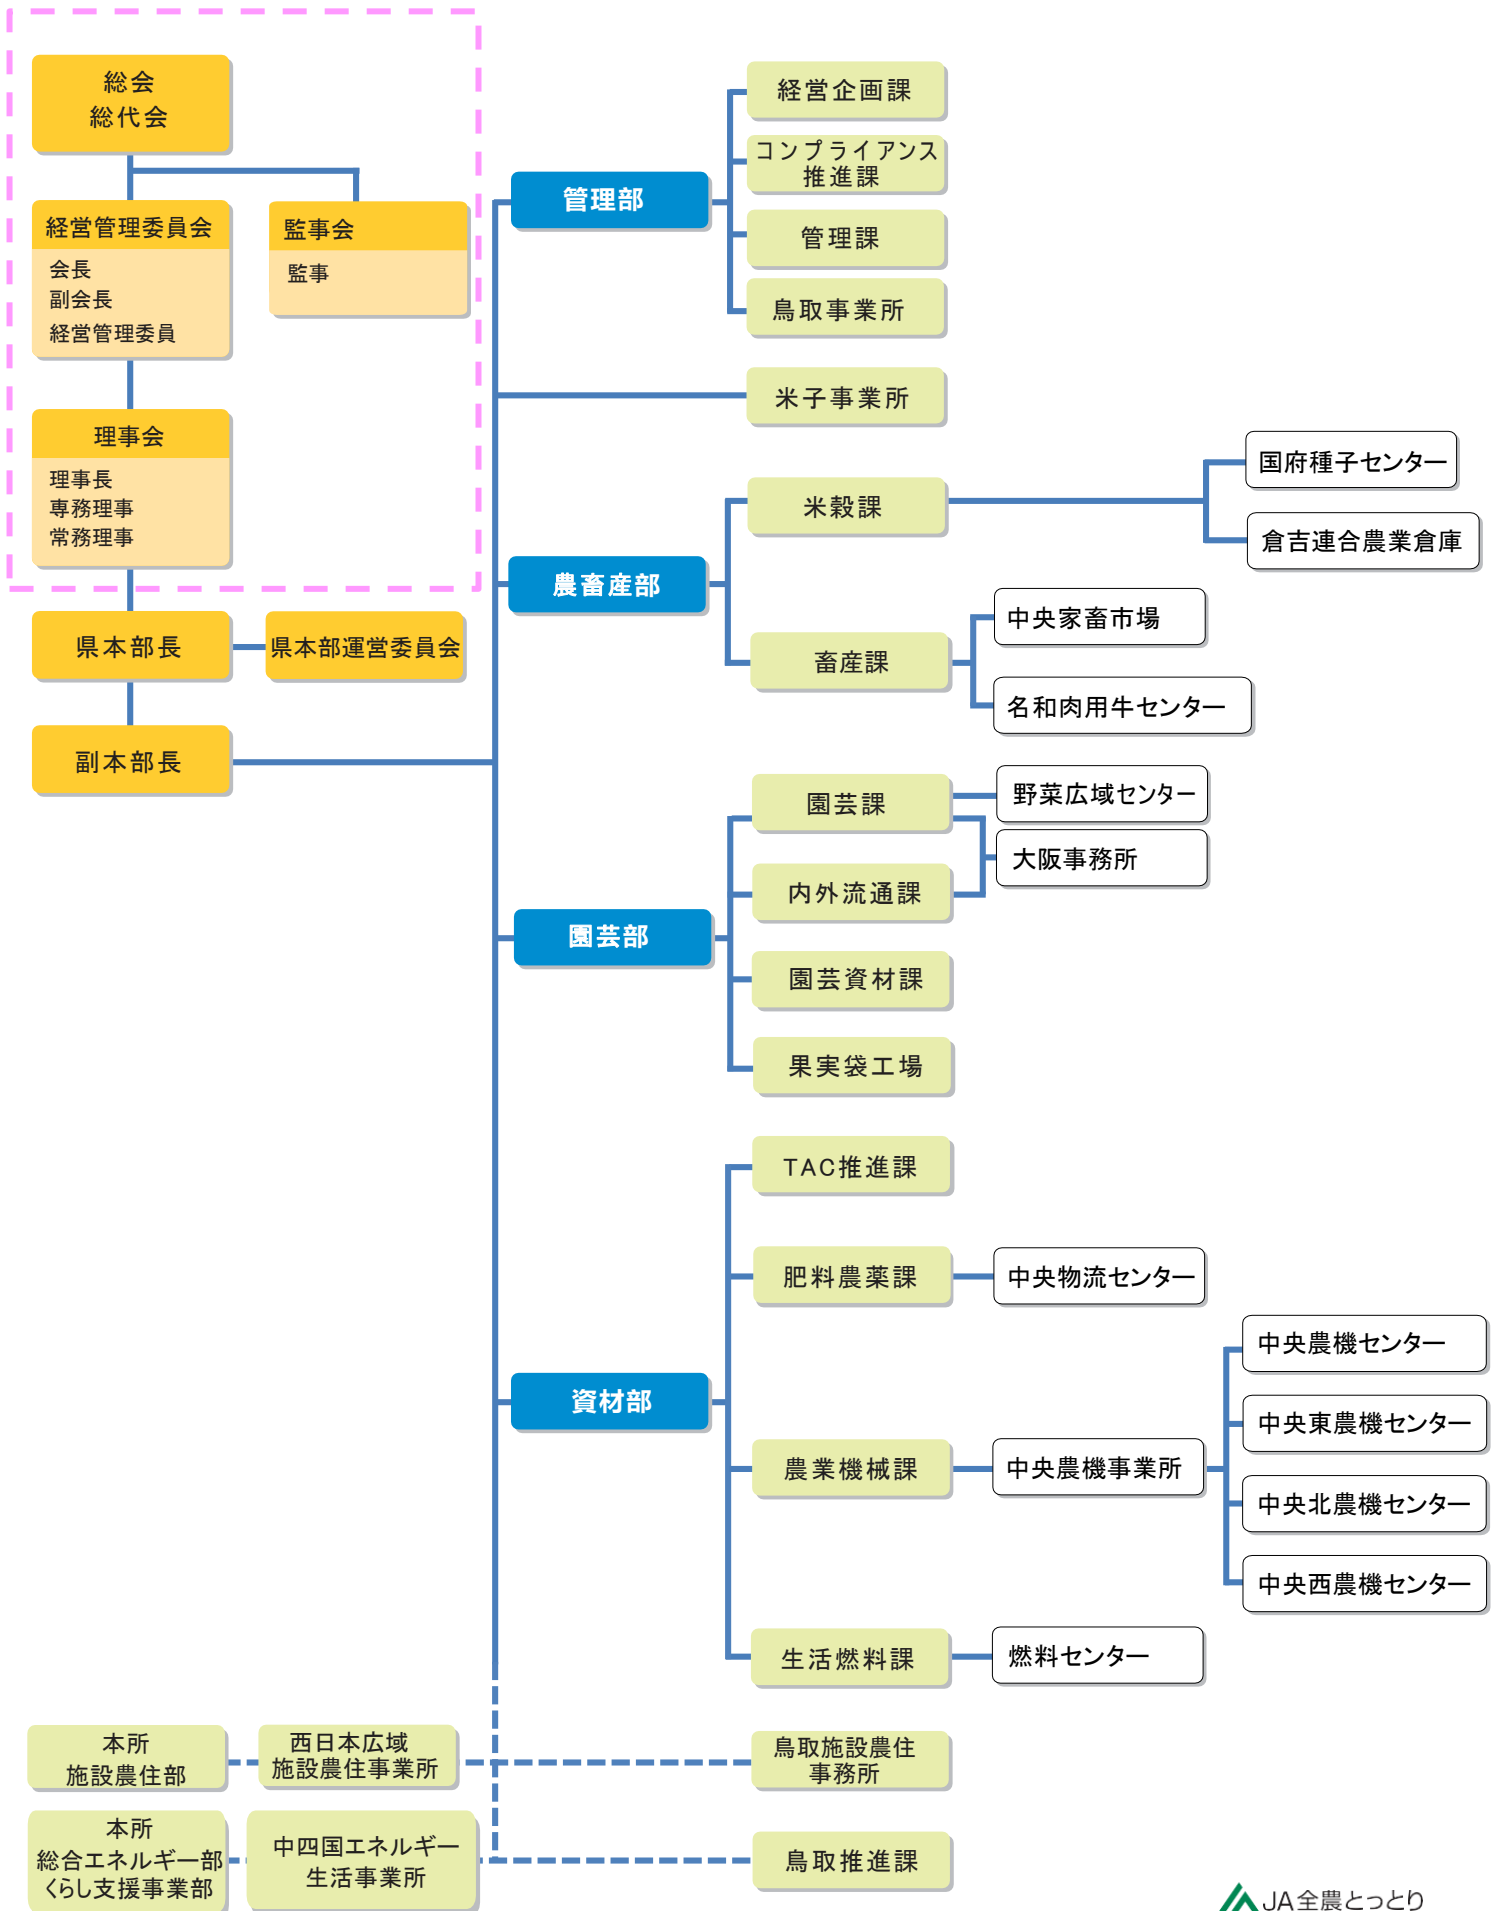 総会
総代会
経営管理委員会
会長
副会長
経営管理委員
監事会
監事
理事会
理事長
専務理事
常務理事
県本部長
県本部運営委員会
副本部長
管理部
経営企画課
コンプライアンス
推進課
管理課
鳥取事業所
米子事業所
農畜産部
米穀課
国府種子センター
倉吉連合農業倉庫
畜産課
中央家畜市場
名和肉用牛センター
園芸部
園芸課
野菜広域センター
大阪事務所
内外流通課
園芸資材課
果実袋工場
資材部
TAC推進課
肥料農薬課
中央物流センター
農業機械課
中央農機事業所
中央農機センター
中央東農機センター
中央北農機センター
中央西農機センター
生活燃料課
燃料センター
本所
施設農住部
西日本広域
施設農住事業所
鳥取施設農住
事務所
本所
総合エネルギー部
くらし支援事業部
中四国エネルギー
生活事業所
鳥取推進課
JA全農とっとり